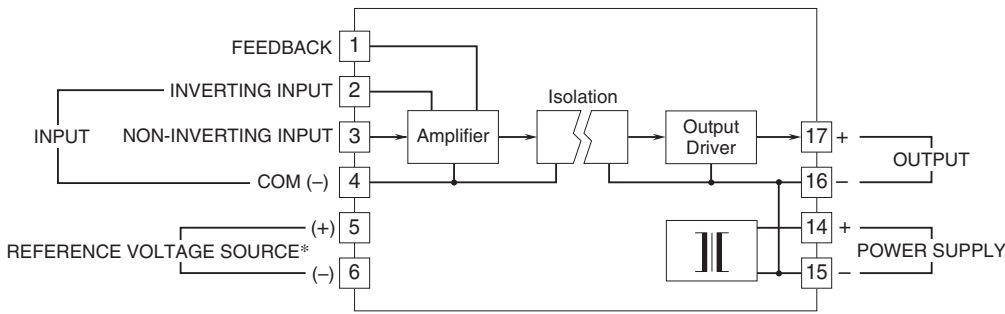 FEEDBACK 1
INVERTING INPUT 2
NON-INVERTING INPUT 3
COM (–) 4
INPUT
(+) 5
REFERENCE VOLTAGE SOURCE*
(–) 6
Amplifier
Isolation
Output
Driver
17 +
OUTPUT
16 –
14 +
POWER SUPPLY
15 –